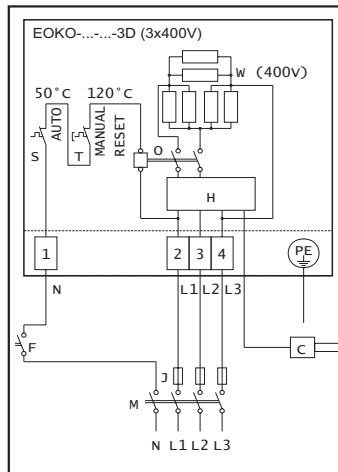 EOKO-...-...-3D (3x400V)
W (400V)
50°C 120°C
AUTO
MANUAL RESET
S T O
H
1 2 3 4 PE
N L1 L2 L3
F J C
M
N L1 L2 L3